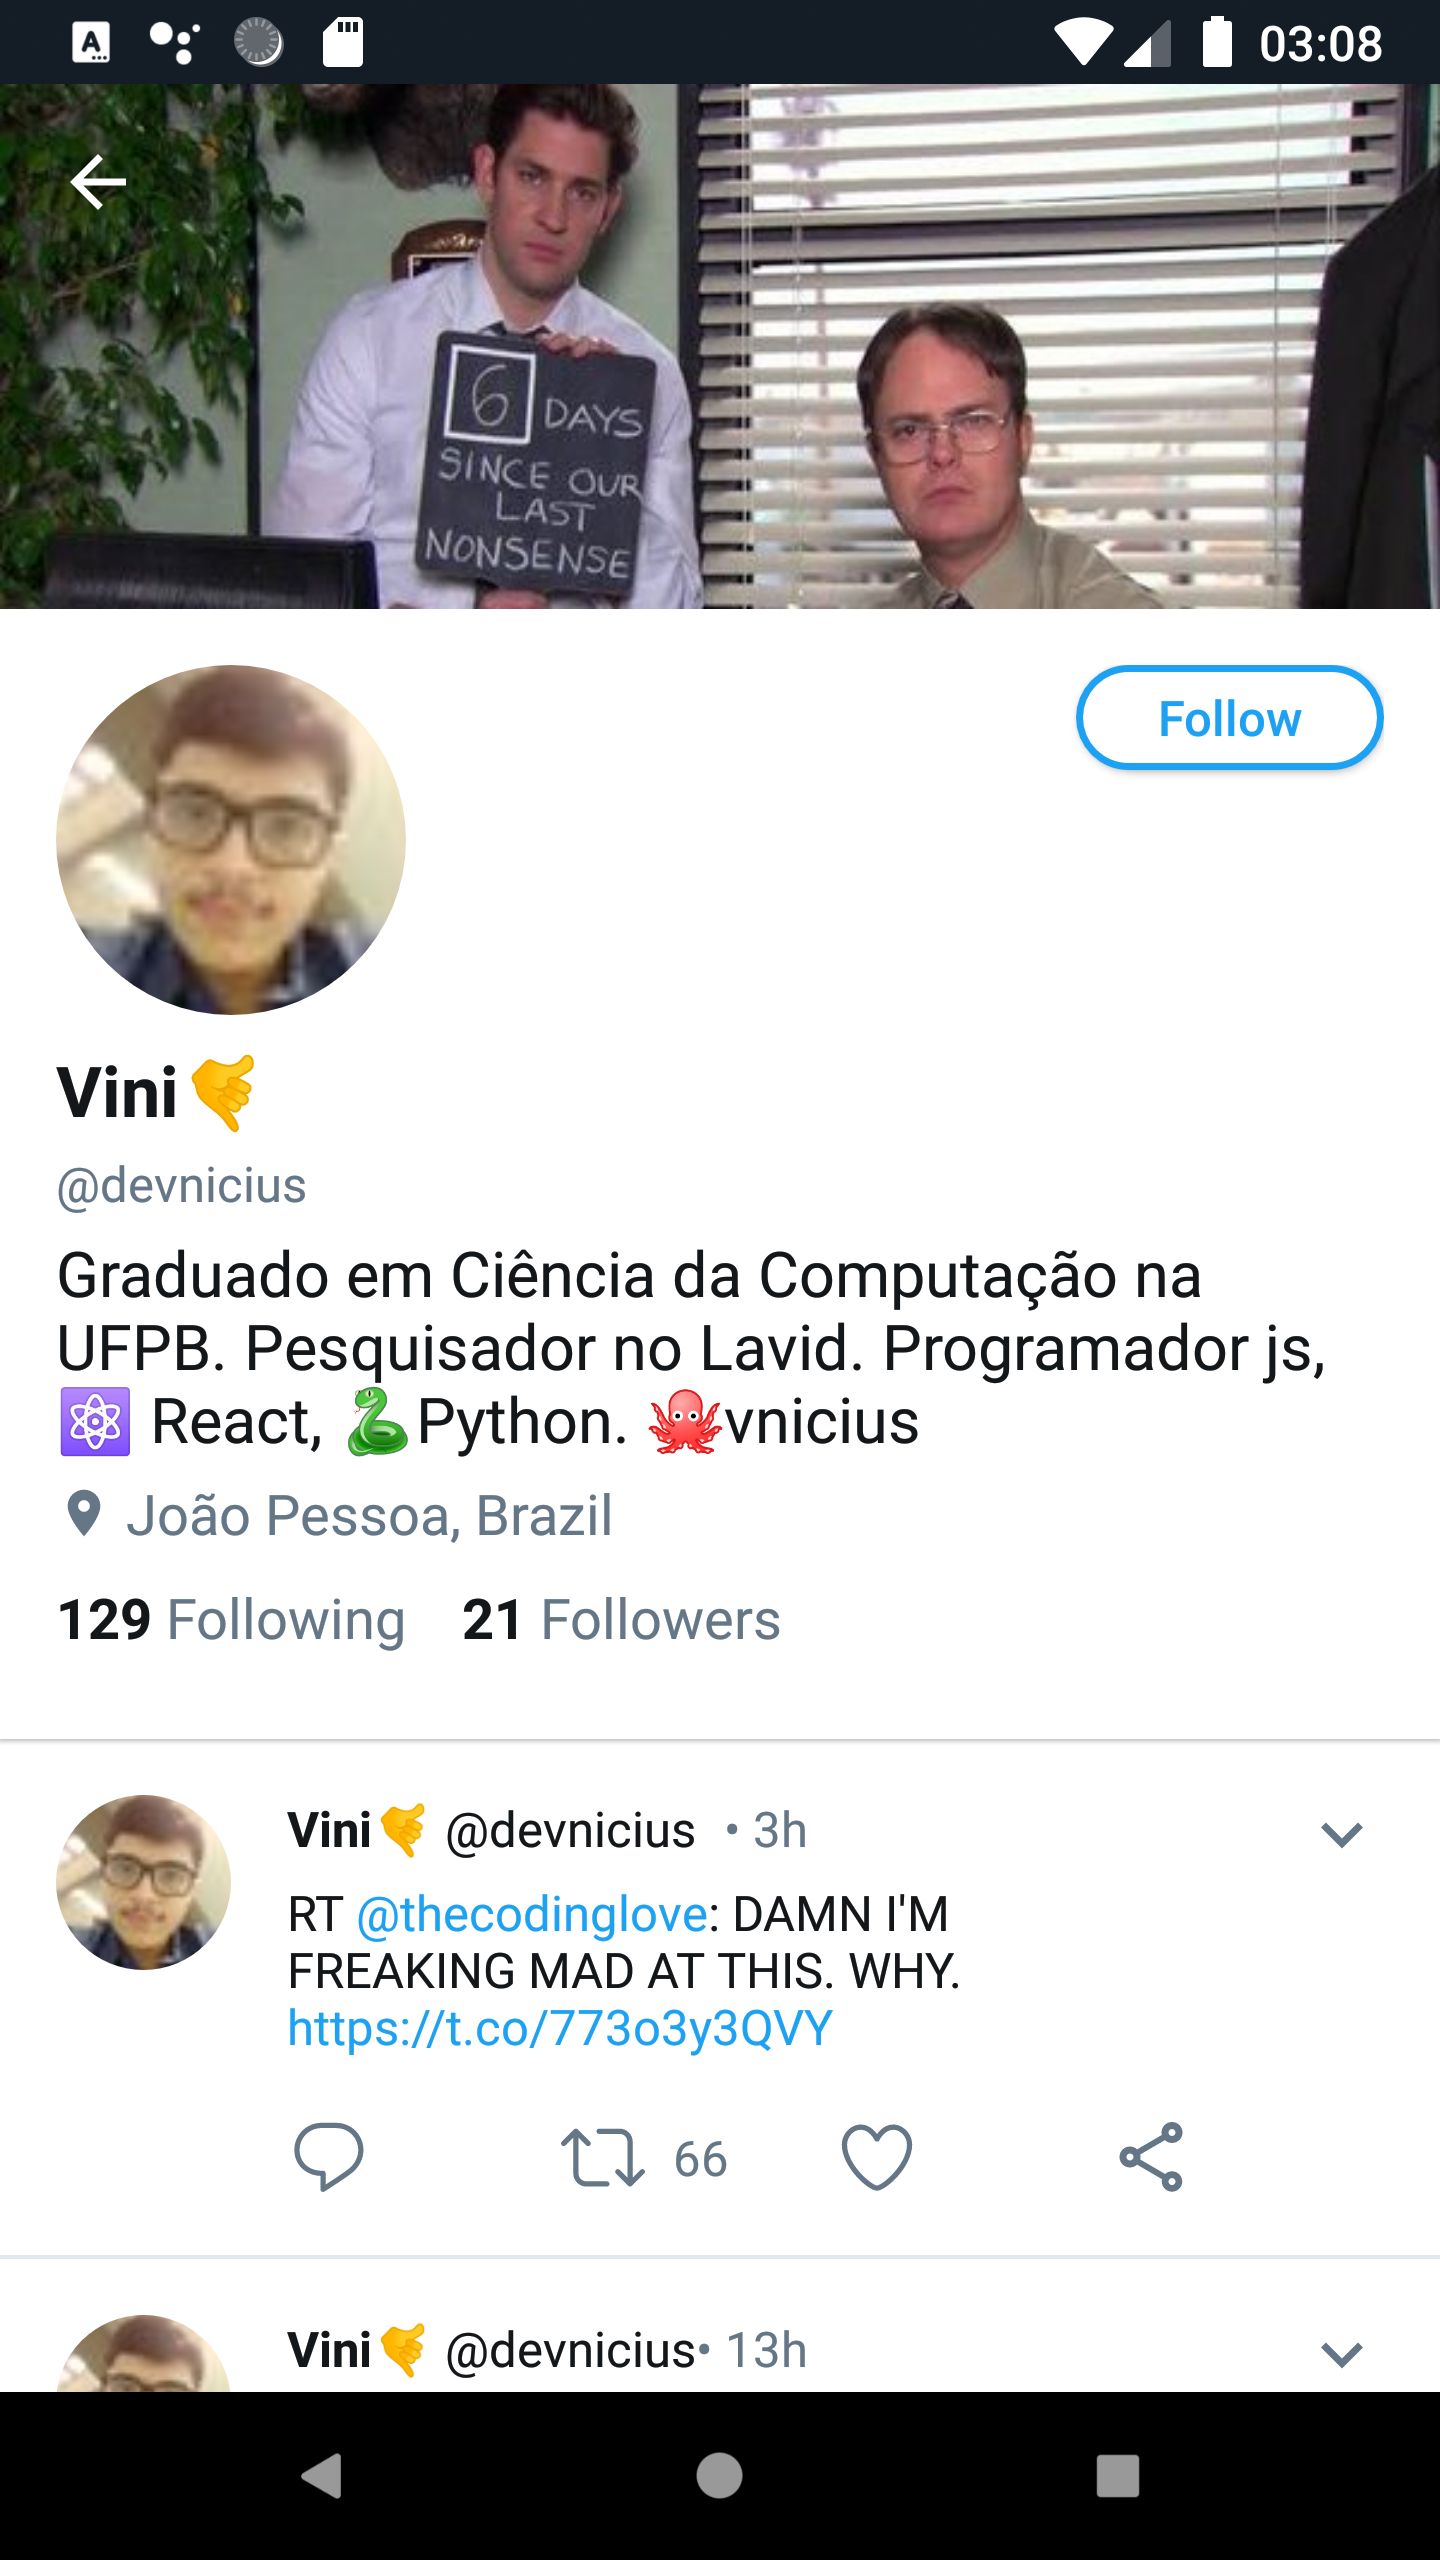 03:08
6 DAYS
SINCE OUR
LAST
NONSENSE
Follow
Vini🤙
@devnicius
Graduado em Ciência da Computação na
UFPB. Pesquisador no Lavid. Programador js,
⚛️ React, 🐍Python. 🐙vnicius
João Pessoa, Brazil
129 Following 21 Followers
Vini🤙 @devnicius • 3h
RT @thecodinglove: DAMN I'M
FREAKING MAD AT THIS. WHY.
https://t.co/773o3y3QVY
66
Vini🤙 @devnicius• 13h